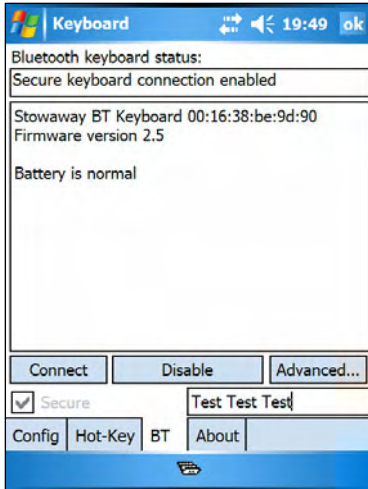 Keyboard 19:49 ok
Bluetooth keyboard status:
Secure keyboard connection enabled
Stowaway BT Keyboard 00:16:38:be:9d:90
Firmware version 2.5
Battery is normal
Connect Disable Advanced...
Secure Test Test Test
Config Hot-Key BT About